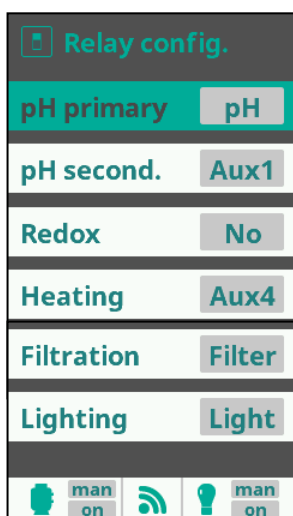 Relay config.
pH primary pH
pH second. Aux1
Redox No
Heating Aux4
Filtration Filter
Lighting Light
man man
on on